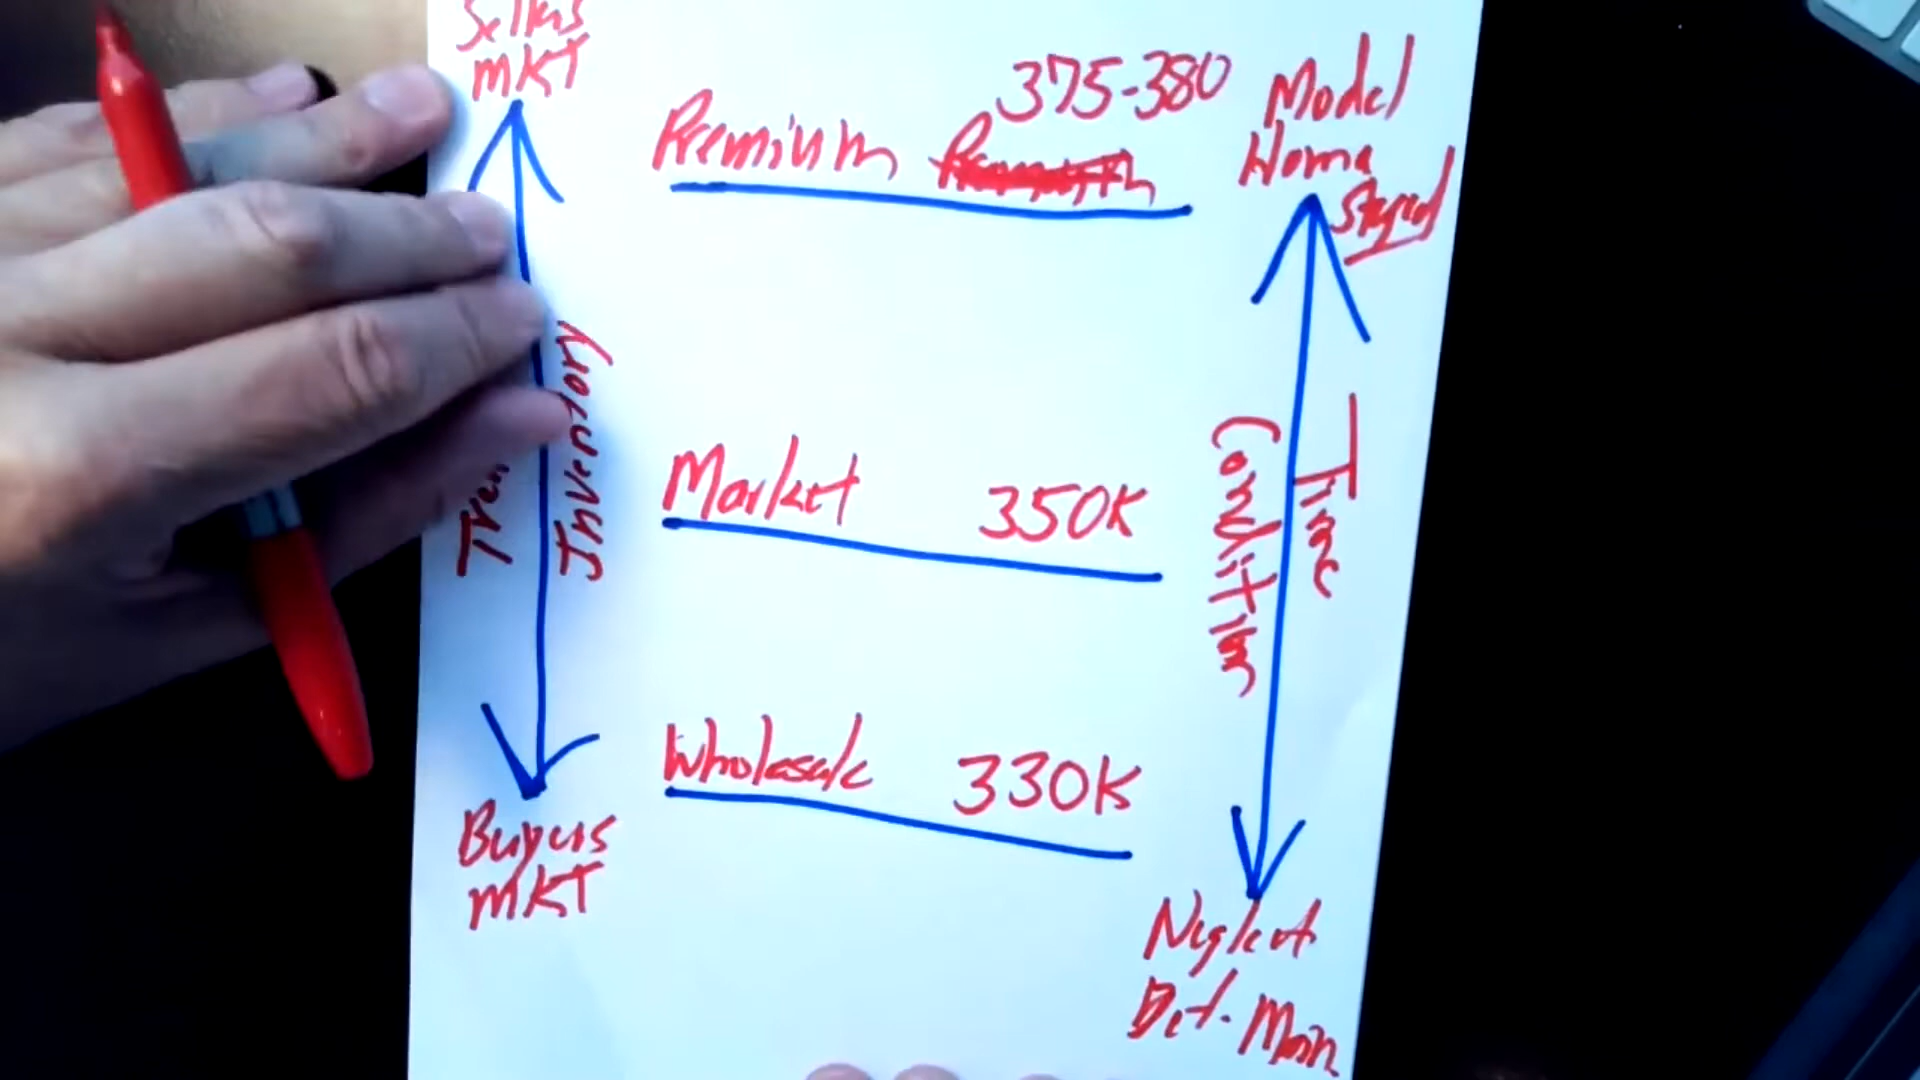 Sellers
MKT
375-380
Premium
Model
Home
Staged
Inventory
Market 350K
Condition
Time
Wholesale 330K
Buyers
MKT
Neglect
Def. Main